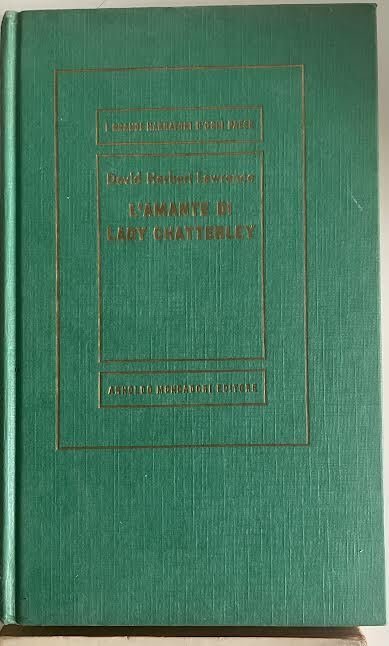 I GRANDI NARRATORI D'OGNI PAESE
David Herbert Lawrence
L'AMANTE DI
LADY CHATTERLEY
ARNOLDO MONDADORI EDITORE